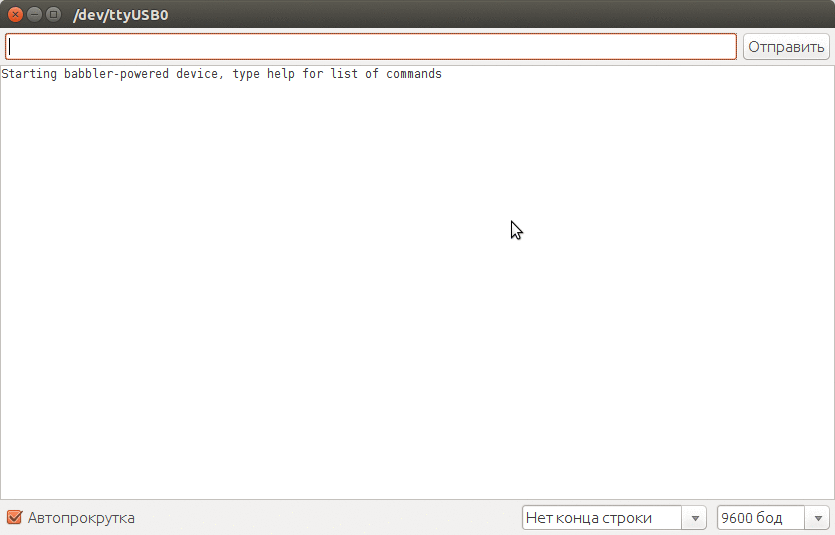 /dev/ttyUSB0
Отправить
Starting babbler-powered device, type help for list of commands
Автопрокрутка
Нет конца строки
9600 бод